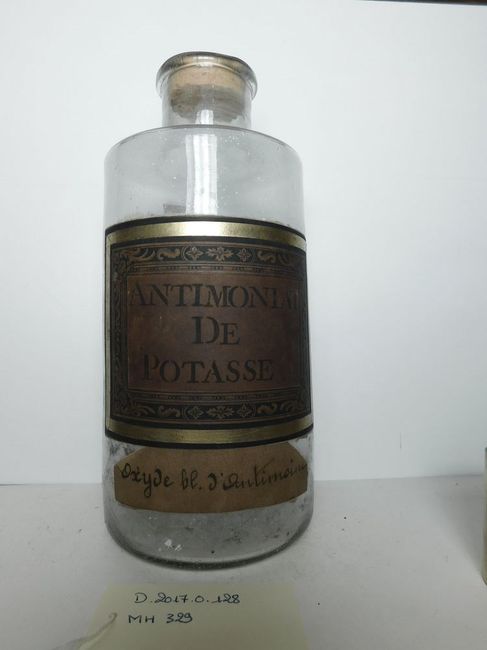 ANTIMONIAT
DE
POTASSE
Oxyde bl. d'Antimoine
D.2017.0.128
MH 329